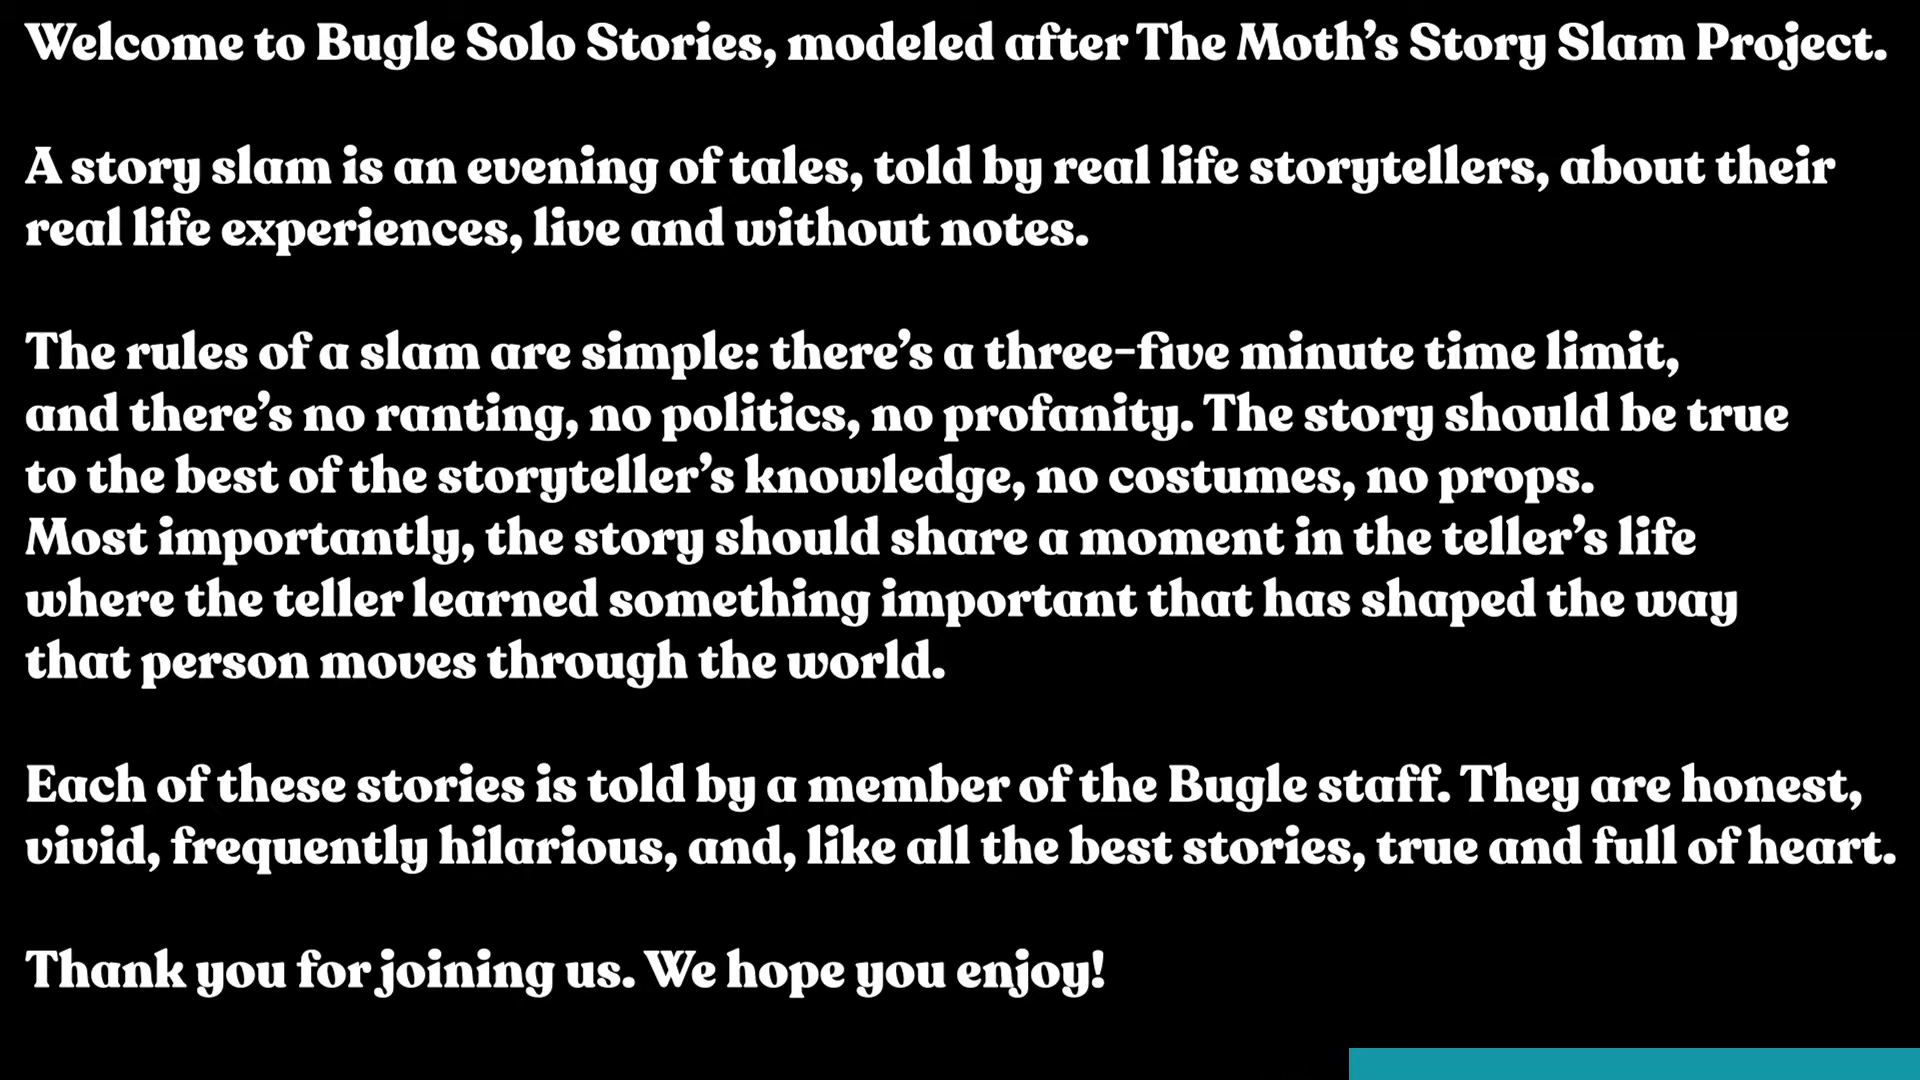 Welcome to Bugle Solo Stories, modeled after The Moth’s Story Slam Project.
A story slam is an evening of tales, told by real life storytellers, about their
real life experiences, live and without notes.
The rules of a slam are simple: there’s a three-five minute time limit,
and there’s no ranting, no politics, no profanity. The story should be true
to the best of the storyteller’s knowledge, no costumes, no props.
Most importantly, the story should share a moment in the teller’s life
where the teller learned something important that has shaped the way
that person moves through the world.
Each of these stories is told by a member of the Bugle staff. They are honest,
vivid, frequently hilarious, and, like all the best stories, true and full of heart.
Thank you for joining us. We hope you enjoy!